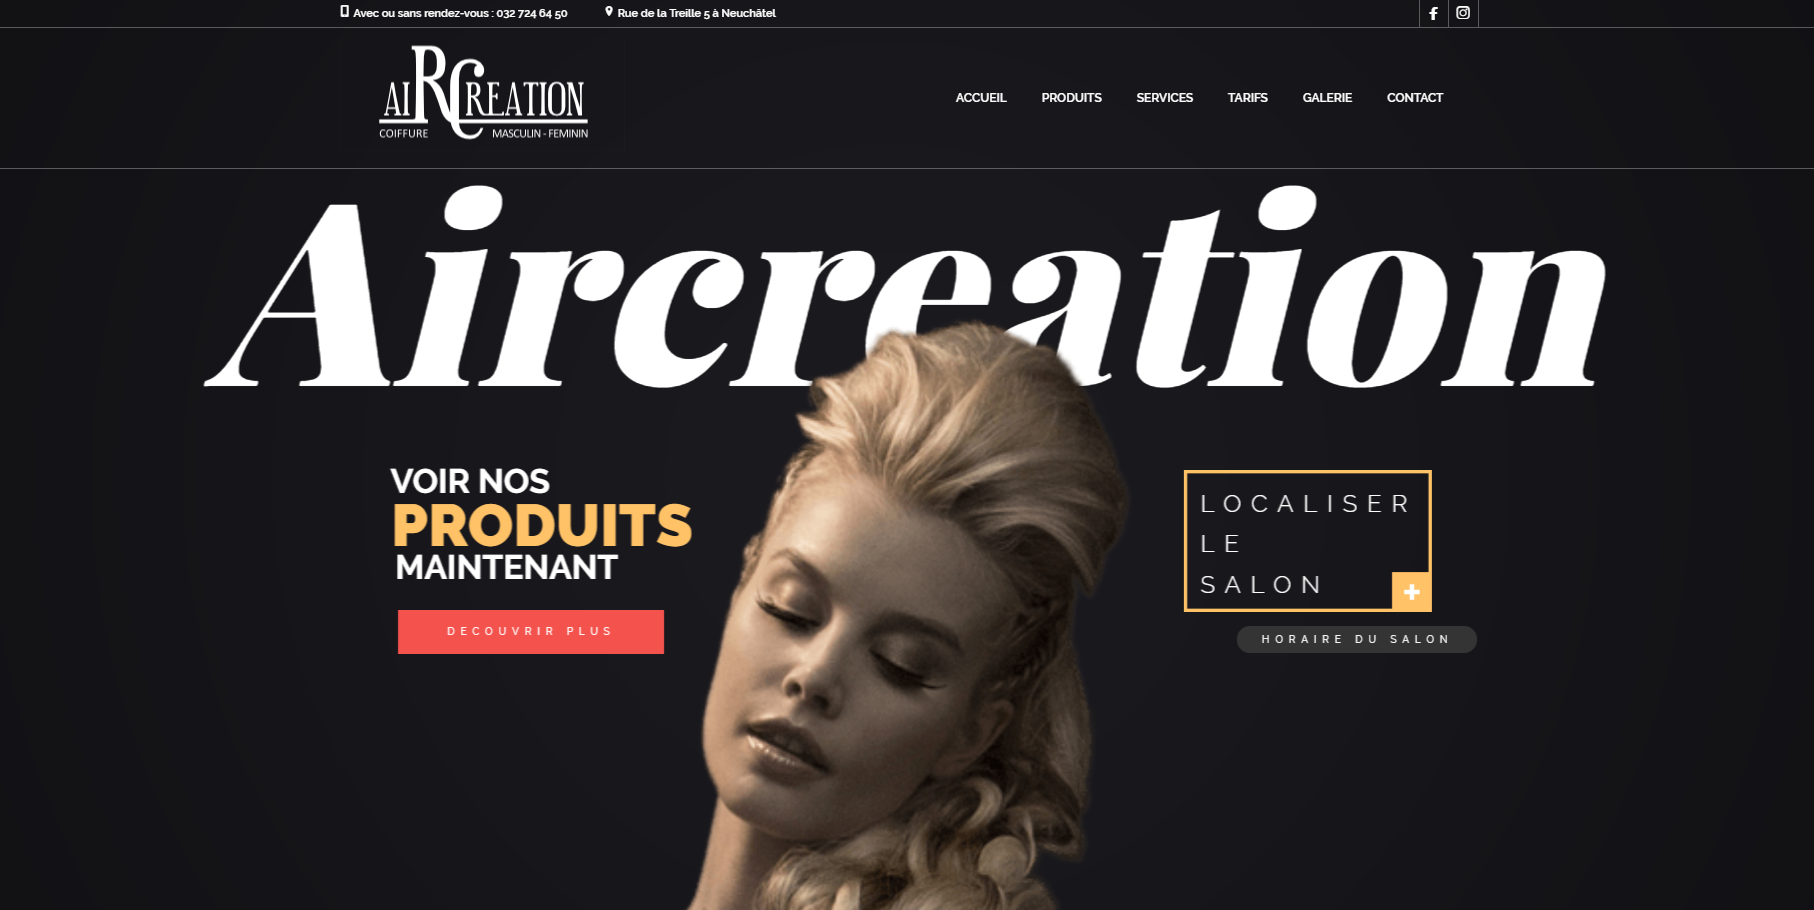 Avec ou sans rendez-vous : 032 724 64 50
Rue de la Treille 5 à Neuchâtel
AIRCREATION
COIFFURE MASCULIN - FEMININ
ACCUEIL PRODUITS SERVICES TARIFS GALERIE CONTACT
Aircreation
VOIR NOS
PRODUITS
MAINTENANT
DECOUVRIR PLUS
LOCALISER
LE
SALON
HORAIRE DU SALON